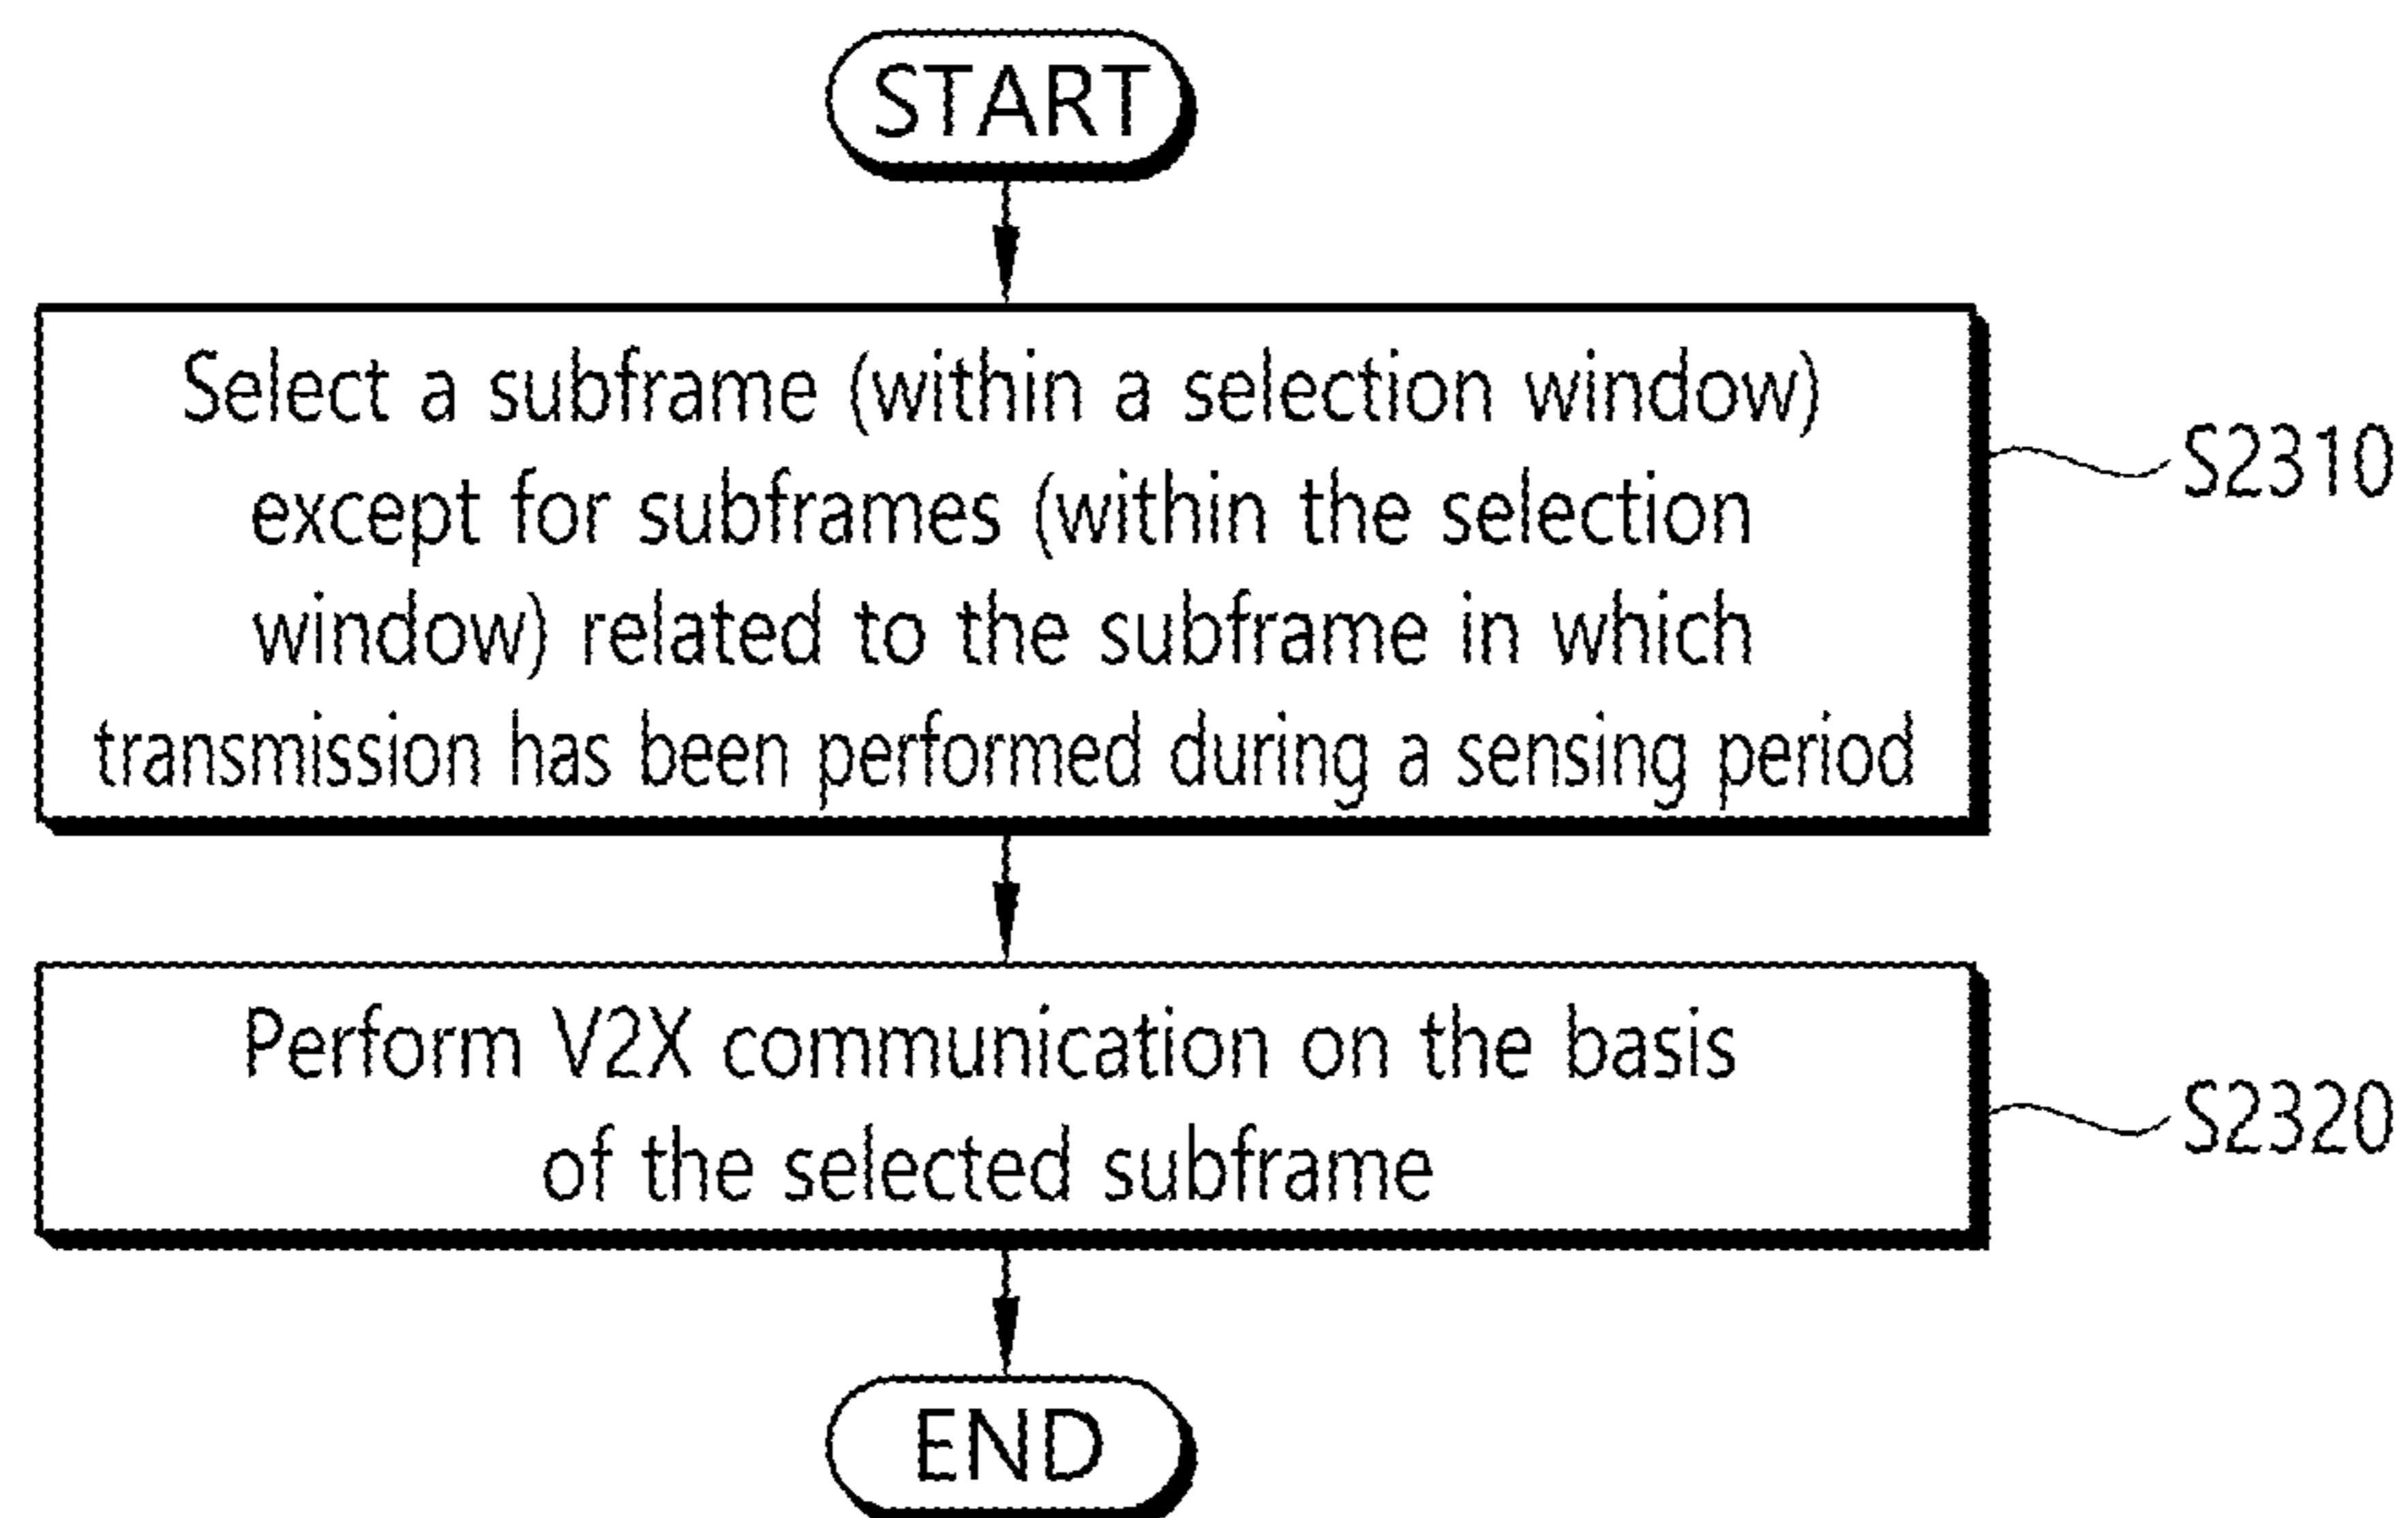 START
Select a subframe (within a selection window)
except for subframes (within the selection
window) related to the subframe in which
transmission has been performed during a sensing period
S2310
Perform V2X communication on the basis
of the selected subframe
S2320
END